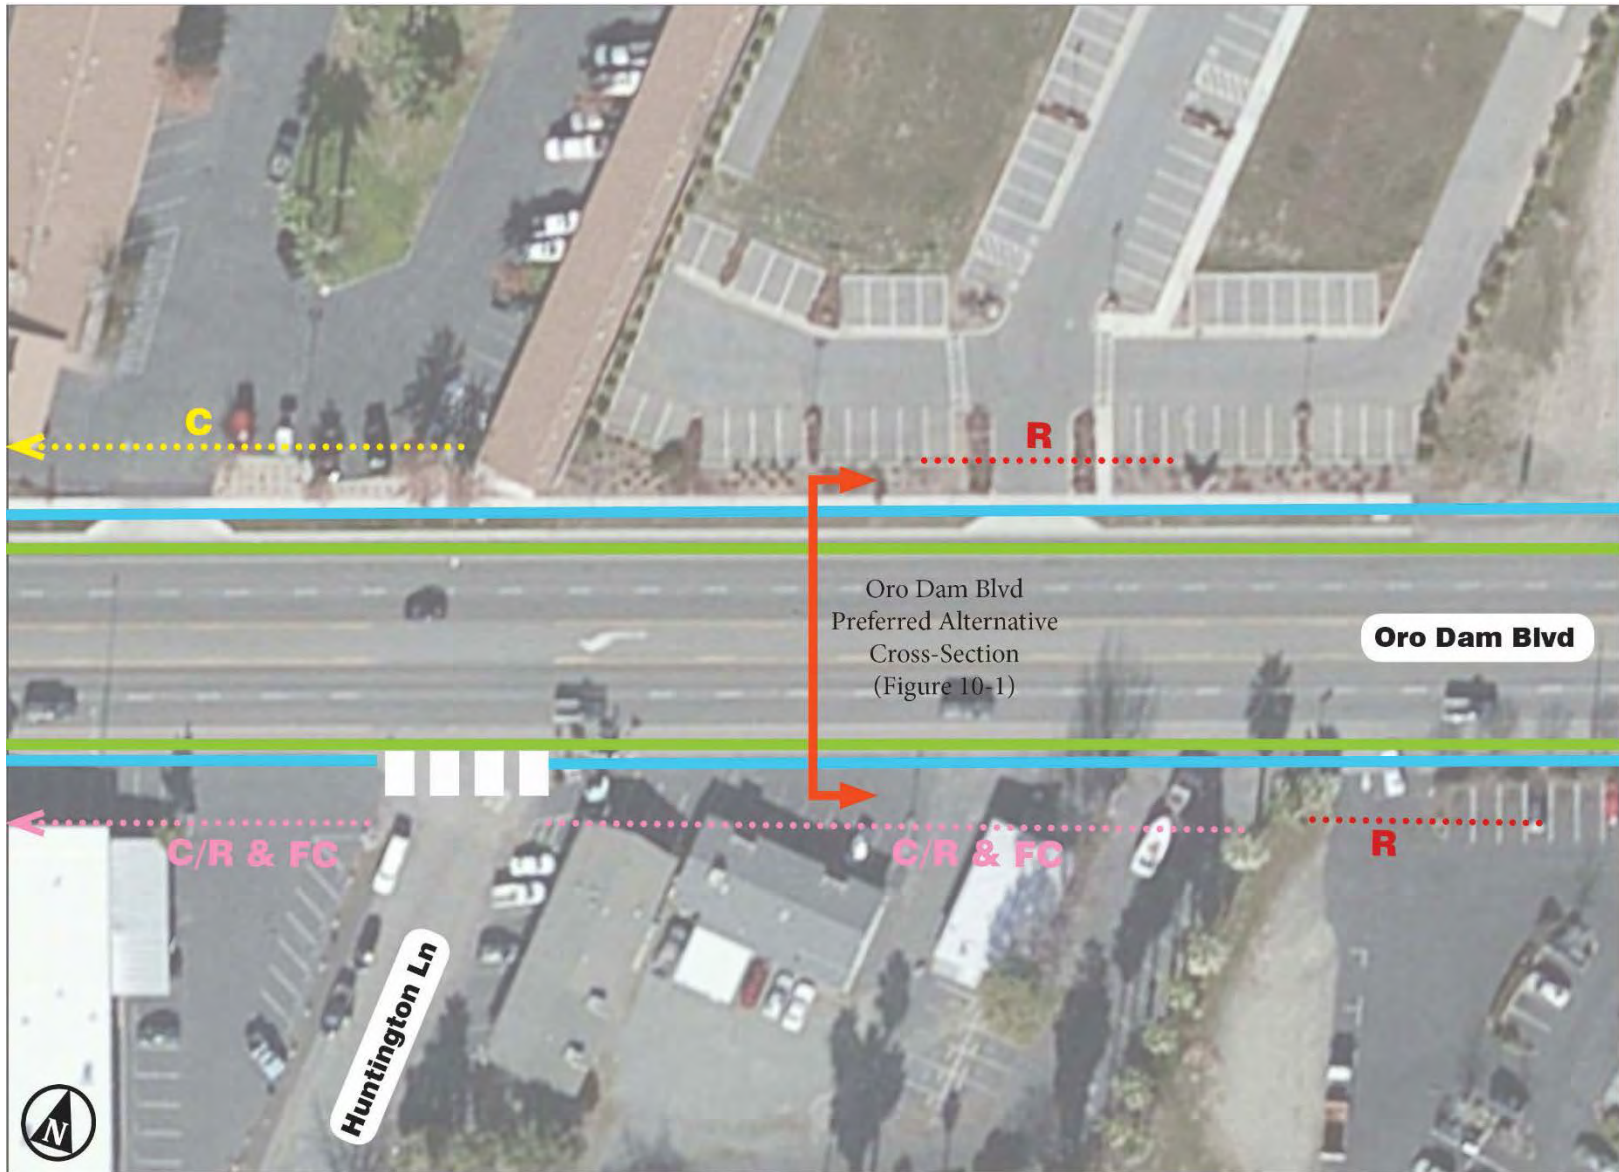 C
R
Oro Dam Blvd
Preferred Alternative
Cross-Section
(Figure 10-1)
Oro Dam Blvd
C/R & FC
C/R & FC
R
Huntington Ln
N